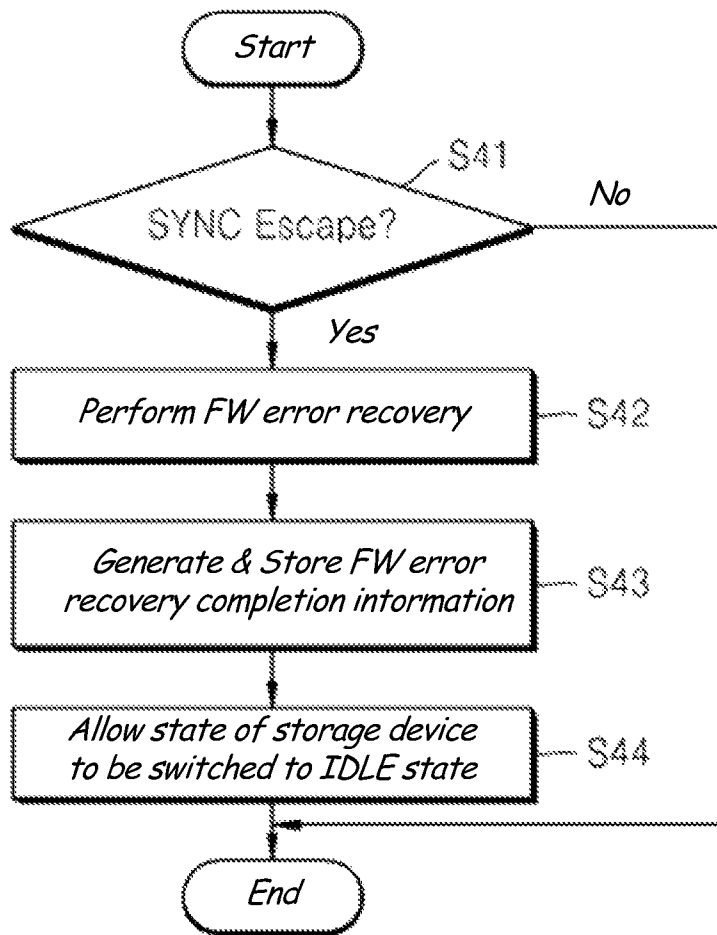 Start
S41
SYNC Escape?
No
Yes
Perform FW error recovery
S42
Generate & Store FW error
recovery completion intormation
S43
Allow state of storage device
to be switched to IDLE state
S44
End